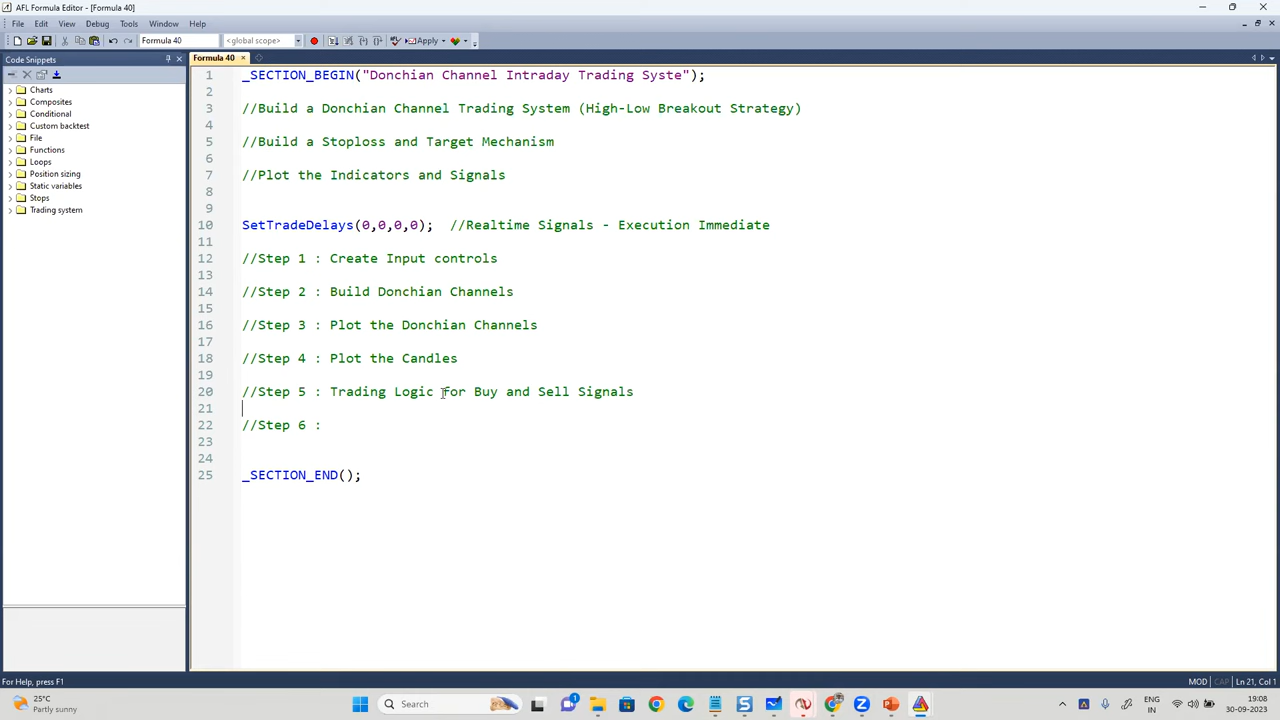 AFL Formula Editor - [Formula 40]
File Edit View Debug Tools Window Help
Formula 40 <global scope> Apply
Code Snippets
Formula 40
Charts
Composites
Conditional
Custom backtest
File
Functions
Loops
Position sizing
Static variables
Stops
Trading system
1 _SECTION_BEGIN("Donchian Channel Intraday Trading Syste");
2
3 //Build a Donchian Channel Trading System (High-Low Breakout Strategy)
4
5 //Build a Stoploss and Target Mechanism
6
7 //Plot the Indicators and Signals
8
9
10 SetTradeDelays(0,0,0,0); //Realtime Signals - Execution Immediate
11
12 //Step 1 : Create Input controls
13
14 //Step 2 : Build Donchian Channels
15
16 //Step 3 : Plot the Donchian Channels
17
18 //Step 4 : Plot the Candles
19
20 //Step 5 : Trading Logic for Buy and Sell Signals
21
22 //Step 6 :
23
24
25 _SECTION_END();
For Help, press F1
MOD CAP Ln 21, Col 1
25°C
Partly sunny
Search
ENG
IN
19:08
30-09-2023